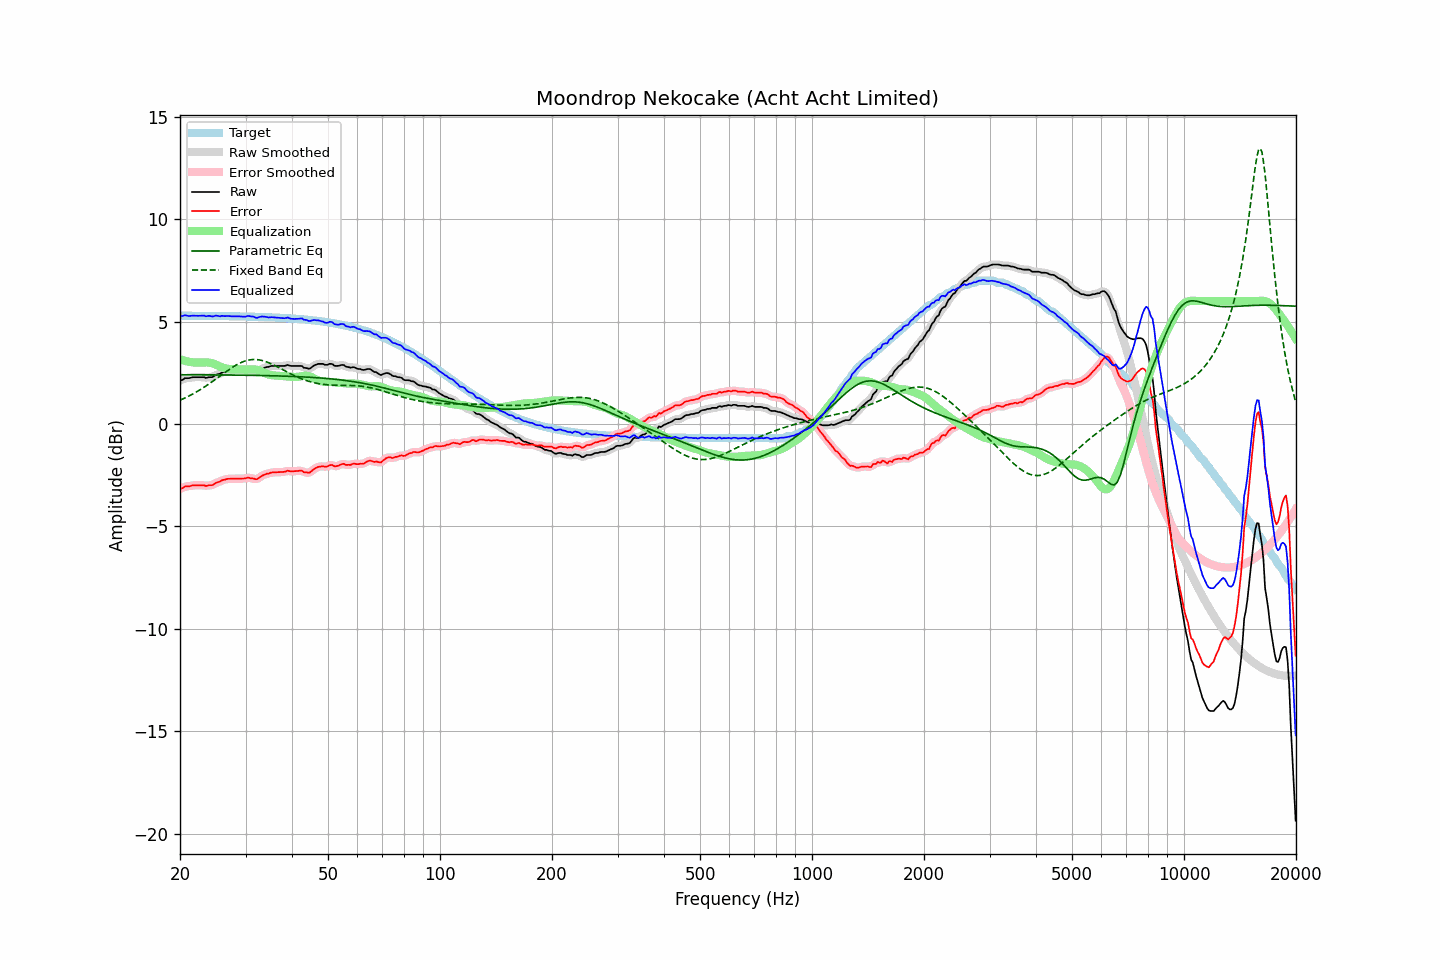 Moondrop Nekocake (Acht Acht Limited)
15
10
5
0
−5
−10
−15
−20
Amplitude (dBr)
Target
Raw Smoothed
Error Smoothed
Raw
Error
Equalization
Parametric Eq
Fixed Band Eq
Equalized
20
50
100
200
500
1000
2000
5000
10000
20000
Frequency (Hz)